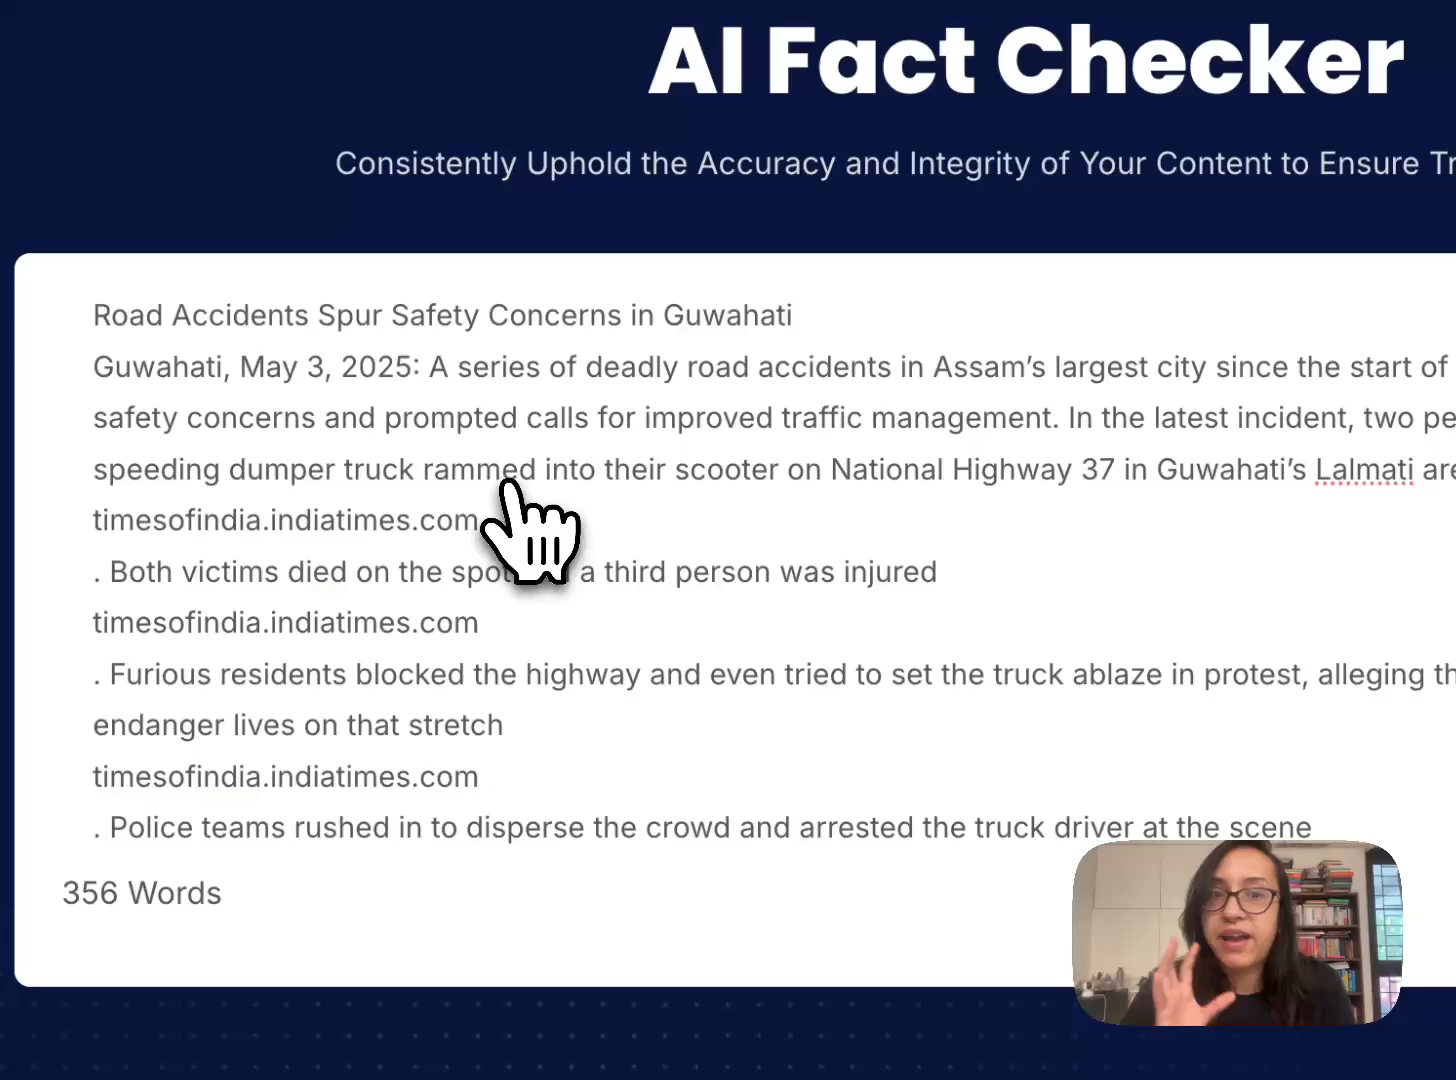 AI Fact Checker
Consistently Uphold the Accuracy and Integrity of Your Content to Ensure
Road Accidents Spur Safety Concerns in Guwahati
Guwahati, May 3, 2025: A series of deadly road accidents in Assam’s largest city since the start of
safety concerns and prompted calls for improved traffic management. In the latest incident, two
speeding dumper truck rammed into their scooter on National Highway 37 in Guwahati’s Lalmati
timesofindia.indiatimes.com
. Both victims died on the a third person was injured
timesofindia.indiatimes.com
. Furious residents blocked the highway and even tried to set the truck ablaze in protest, alleging
endanger lives on that stretch
timesofindia.indiatimes.com
. Police teams rushed in to disperse the crowd and arrested the truck driver at the scene
356 Words